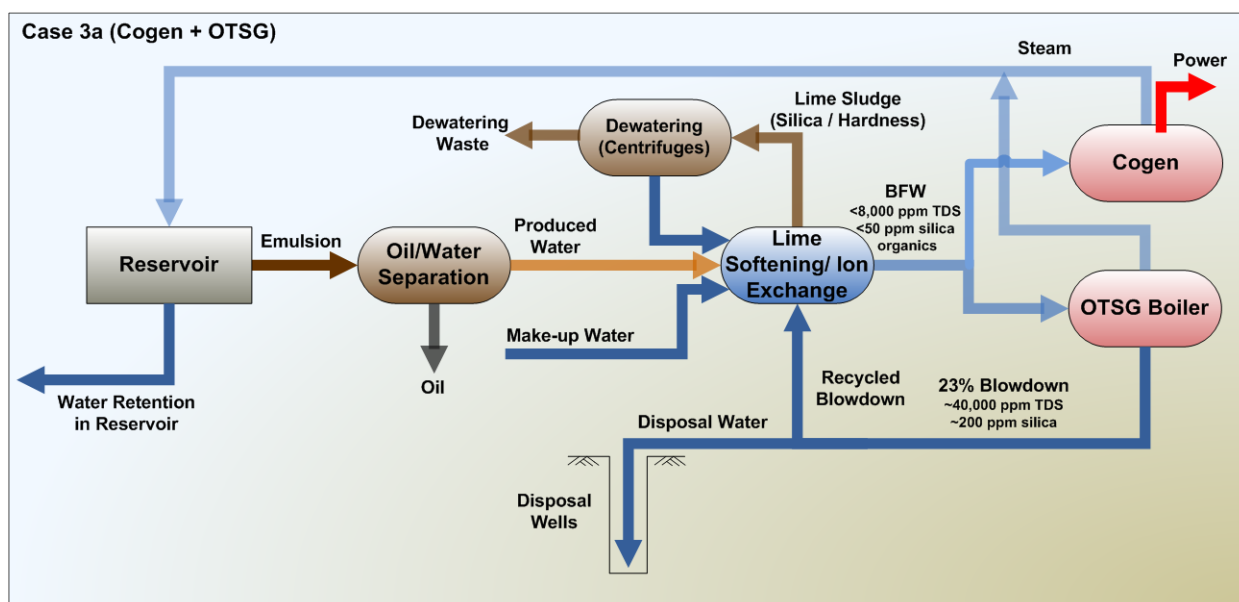 Case 3a (Cogen + OTSG)
Steam
Power
Lime Sludge
(Silica / Hardness)
Dewatering
Waste
Dewatering
(Centrifuges)
Cogen
BFW
<8,000 ppm TDS
<50 ppm silica
organics
Emulsion
Produced
Water
Reservoir
Oil/Water
Separation
Lime
Softening/ Ion
Exchange
OTSG Boiler
Make-up Water
Oil
Water Retention
in Reservoir
Recycled
Blowdown
23% Blowdown
~40,000 ppm TDS
~200 ppm silica
Disposal Water
Disposal
Wells